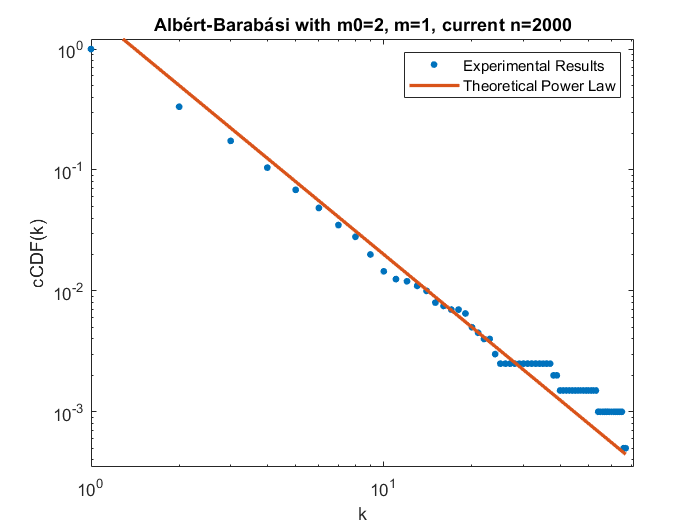 Albért-Barabási with m0=2, m=1, current n=2000
Experimental Results
Theoretical Power Law
cCDF(k)
10^0
10^-1
10^-2
10^-3
10^0
10^1
k